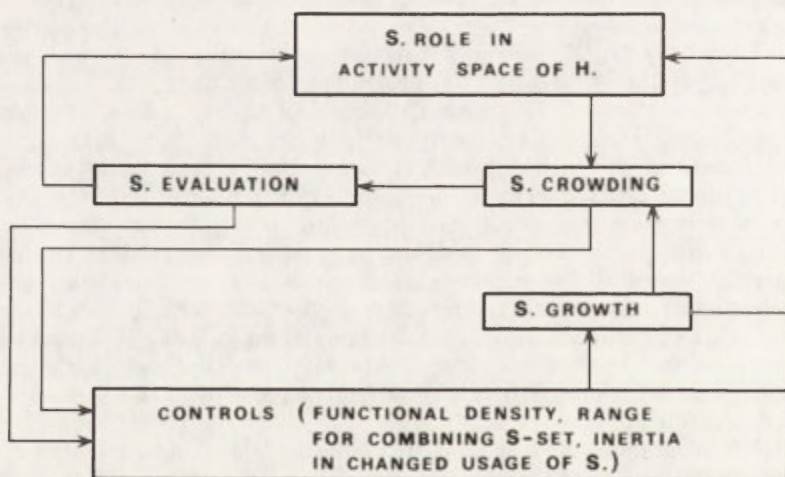 S. ROLE IN
ACTIVITY SPACE OF H.
S. EVALUATION
S. CROWDING
S. GROWTH
CONTROLS (FUNCTIONAL DENSITY, RANGE
FOR COMBINING S-SET, INERTIA
IN CHANGED USAGE OF S.)